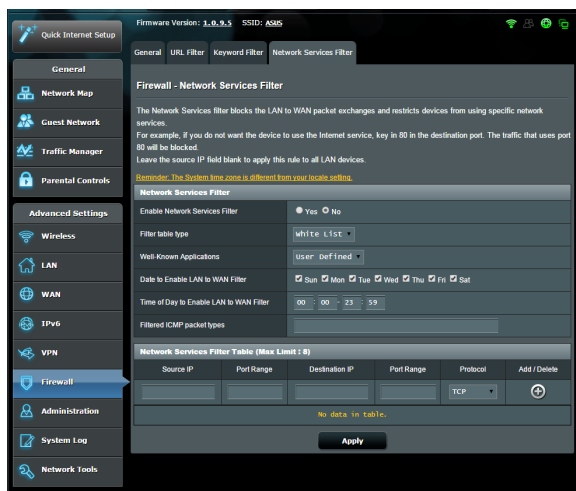 Firmware Version: 1.0.9.5 SSID: ASUS
Quick Internet Setup
General URL Filter Keyword Filter Network Services Filter
General
Network Map
Guest Network
Traffic Manager
Parental Controls
Advanced Settings
Wireless
LAN
WAN
IPv6
VPN
Firewall
Administration
System Log
Network Tools
Firewall - Network Services Filter
The Network Services filter blocks the LAN to WAN packet exchanges and restricts devices from using specific network
services.
For example, if you do not want the device to use the Internet service, key in 80 in the destination port. The traffic that uses port
80 will be blocked.
Leave the source IP field blank to apply this rule to all LAN devices.
Reminder: The System time zone is different from your locale setting.
Network Services Filter
Enable Network Services Filter Yes No
Filter table type White List
Well-Known Applications User Defined
Date to Enable LAN to WAN Filter Sun Mon Tue Wed Thu Fri Sat
Time of Day to Enable LAN to WAN Filter 00 : 00 - 23 : 59
Filtered ICMP packet types
Network Services Filter Table (Max Limit : 8)
Source IP Port Range Destination IP Port Range Protocol Add / Delete
TCP
No data in table.
Apply